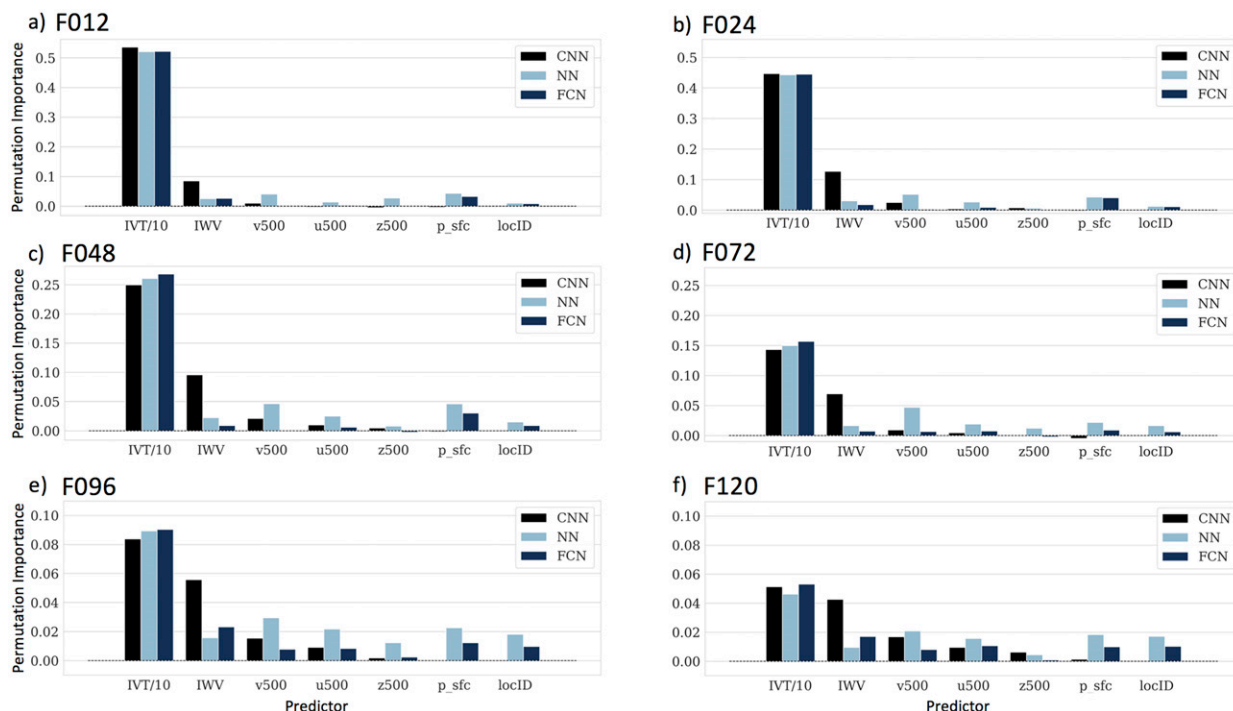 a) F012
0.5
0.4
0.3
0.2
0.1
0.0
Permutation Importance
CNN
NN
FCN
IVT/10 IWV v500 u500 z500 p_sfc locID
b) F024
0.5
0.4
0.3
0.2
0.1
0.0
CNN
NN
FCN
IVT/10 IWV v500 u500 z500 p_sfc locID
c) F048
0.25
0.20
0.15
0.10
0.05
0.00
Permutation Importance
CNN
NN
FCN
IVT/10 IWV v500 u500 z500 p_sfc locID
d) F072
0.25
0.20
0.15
0.10
0.05
0.00
CNN
NN
FCN
IVT/10 IWV v500 u500 z500 p_sfc locID
e) F096
0.10
0.08
0.06
0.04
0.02
0.00
Permutation Importance
CNN
NN
FCN
IVT/10 IWV v500 u500 z500 p_sfc locID
Predictor
f) F120
0.10
0.08
0.06
0.04
0.02
0.00
CNN
NN
FCN
IVT/10 IWV v500 u500 z500 p_sfc locID
Predictor